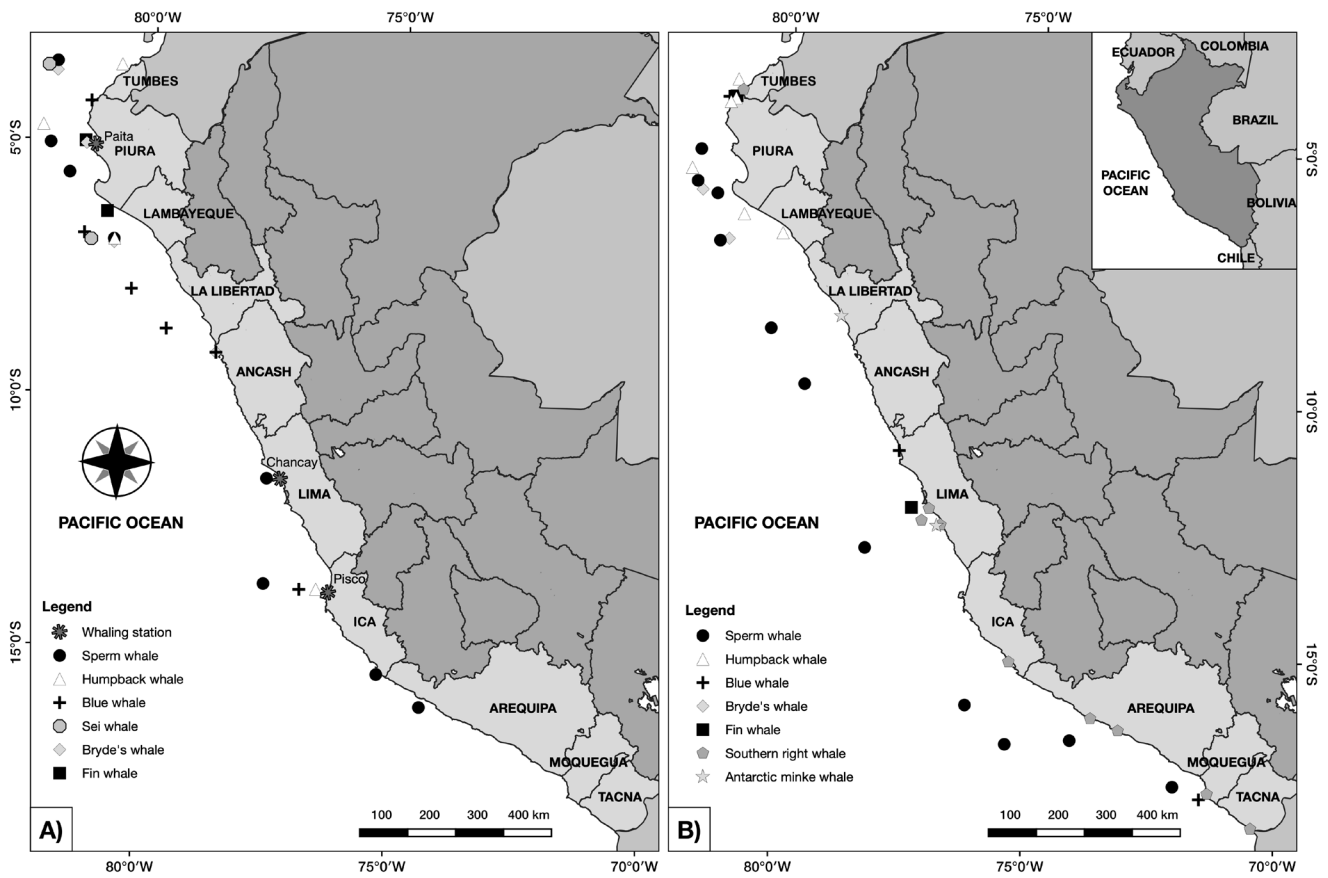 80°0'W 75°0'W
5°0'S
10°0'S
15°0'S
TUMBES
Paita
PIURA
LAMBAYEQUE
LA LIBERTAD
ANCASH
Chancay
LIMA
PACIFIC OCEAN
Pisco
ICA
AREQUIPA
MOQUEGUA
TACNA
Legend
Whaling station
Sperm whale
Humpback whale
Blue whale
Sei whale
Bryde's whale
Fin whale
100 200 300 400 km
A)
80°0'W 75°0'W 70°0'W
80°0'W 75°0'W
ECUADOR
COLOMBIA
BRAZIL
PACIFIC
OCEAN
BOLIVIA
CHILE
TUMBES
PIURA
LAMBAYEQUE
LA LIBERTAD
ANCASH
LIMA
PACIFIC OCEAN
ICA
AREQUIPA
MOQUEGUA
TACNA
Legend
Sperm whale
Humpback whale
Blue whale
Bryde's whale
Fin whale
Southern right whale
Antarctic minke whale
100 200 300 400 km
B)
5°0'S
10°0'S
15°0'S
80°0'W 75°0'W 70°0'W